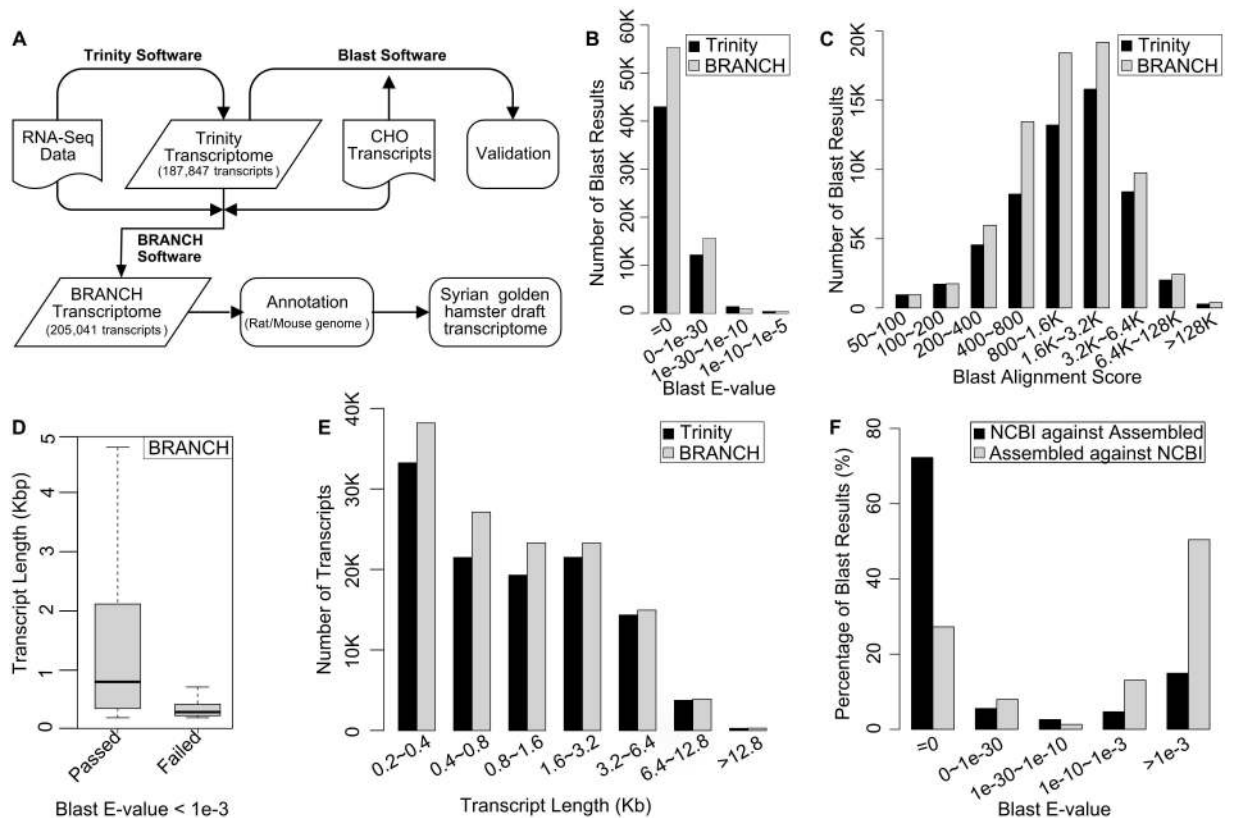 A
Trinity Software
Blast Software
RNA-Seq
Data
Trinity
Transcriptome
(187,847 transcripts)
CHO
Transcripts
Validation
BRANCH
Software
BRANCH
Transcriptome
(205,041 transcripts)
Annotation
(Rat/Mouse genome)
Syrian golden
hamster draft
transcriptome
B
Trinity
BRANCH
Number of Blast Results
60K
50K
40K
30K
20K
10K
0
=0
0~1e-30
1e-30~1e-10
1e-10~1e-5
Blast E-value
C
Trinity
BRANCH
Number of Blast Results
20K
15K
10K
5K
0
50~100
100~200
200~400
400~800
800~1.6K
1.6K~3.2K
3.2K~6.4K
6.4K~128K
>128K
Blast Alignment Score
D
BRANCH
Transcript Length (Kbp)
5
4
3
2
1
0
Passed
Failed
Blast E-value < 1e-3
E
Trinity
BRANCH
Number of Transcripts
40K
30K
20K
10K
0
0.2~0.4
0.4~0.8
0.8~1.6
1.6~3.2
3.2~6.4
6.4~12.8
>12.8
Transcript Length (Kb)
F
NCBI against Assembled
Assembled against NCBI
Percentage of Blast Results (%)
80
60
40
20
0
=0
0~1e-30
1e-30~1e-10
1e-10~1e-3
>1e-3
Blast E-value